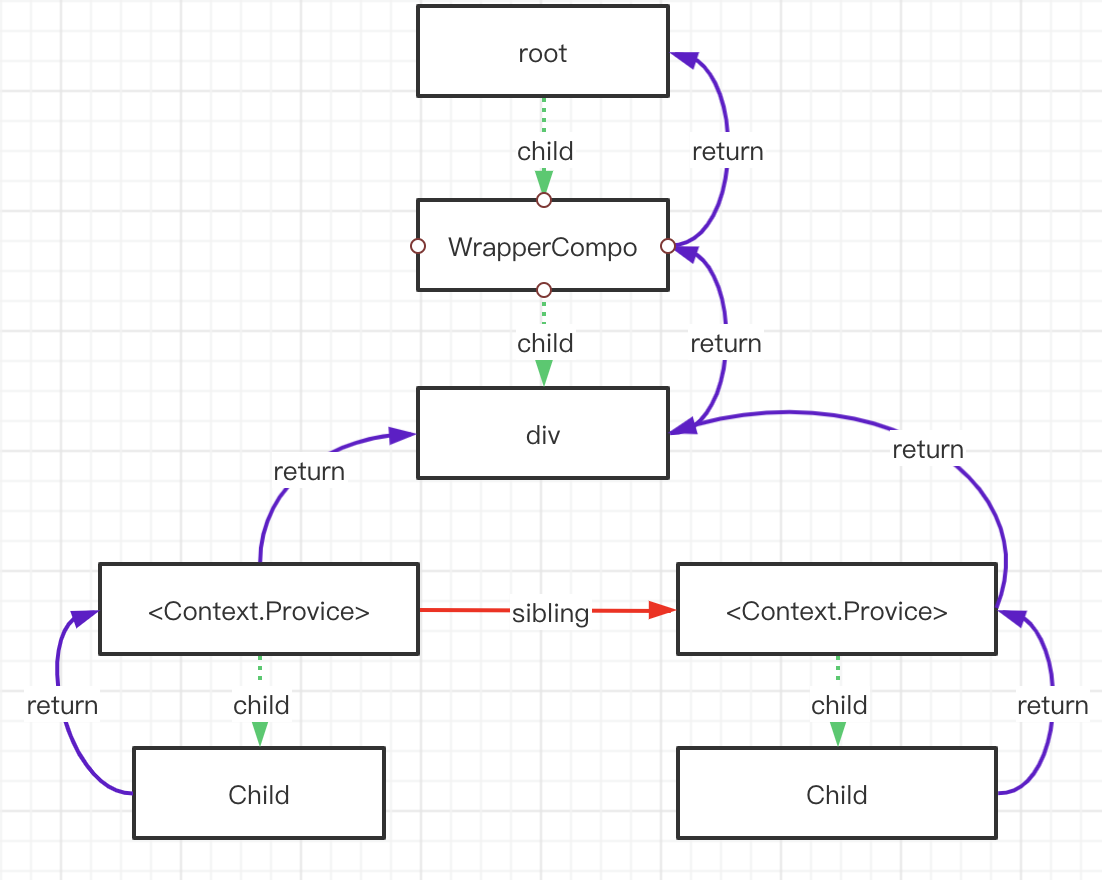 root
child
return
WrapperCompo
child
return
div
return
return
<Context.Provice>
sibling
<Context.Provice>
return
child
child
return
Child
Child